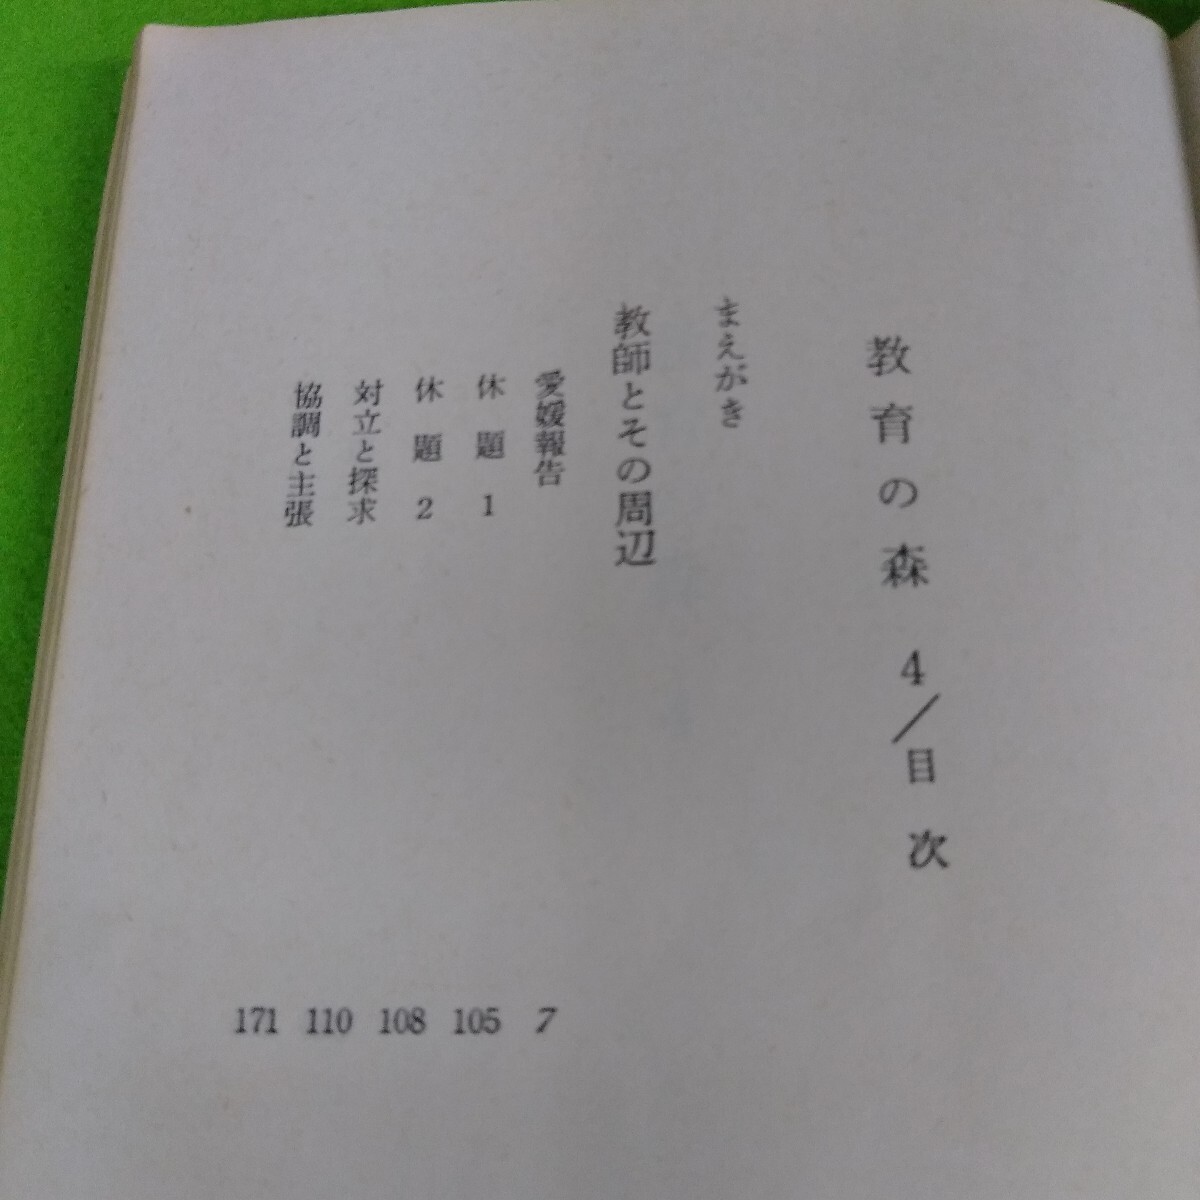 教育の森 4/目次
まえがき
教師とその周辺
愛媛報告 7
休題 1 105
休題 2 108
対立と探求 110
協調と主張 171